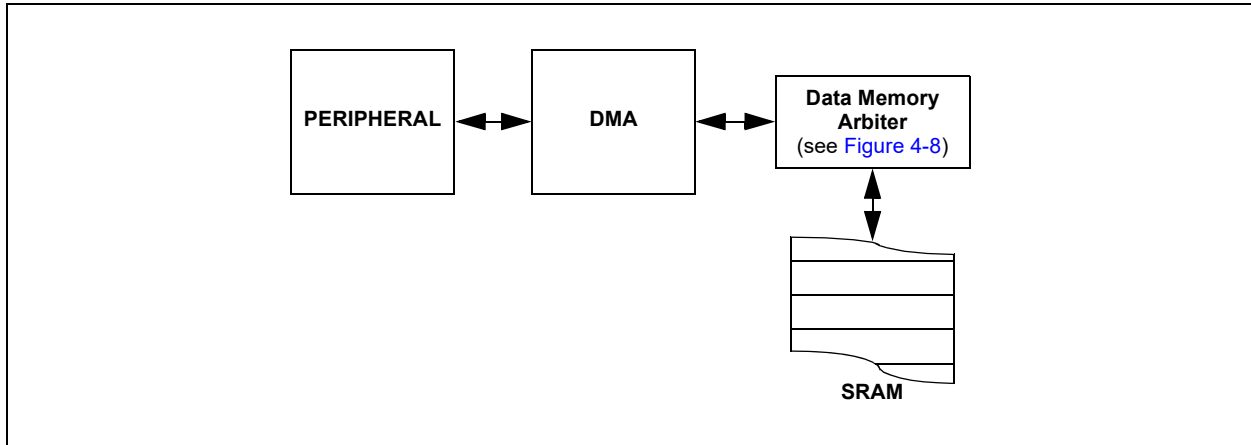 PERIPHERAL
DMA
Data Memory
Arbiter
(see Figure 4-8)
SRAM